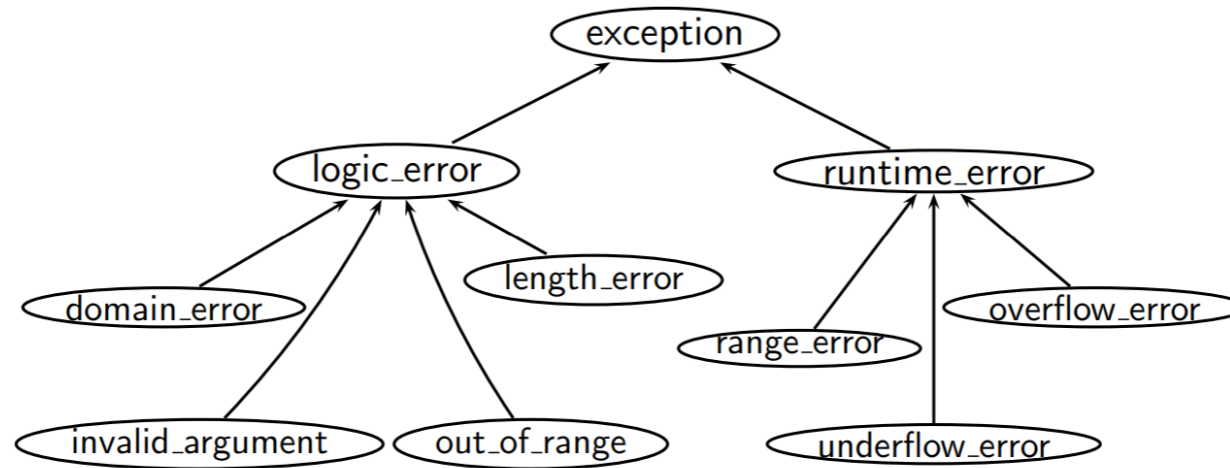 exception
logic_error
runtime_error
length_error
domain_error
overflow_error
range_error
invalid_argument
out_of_range
underflow_error